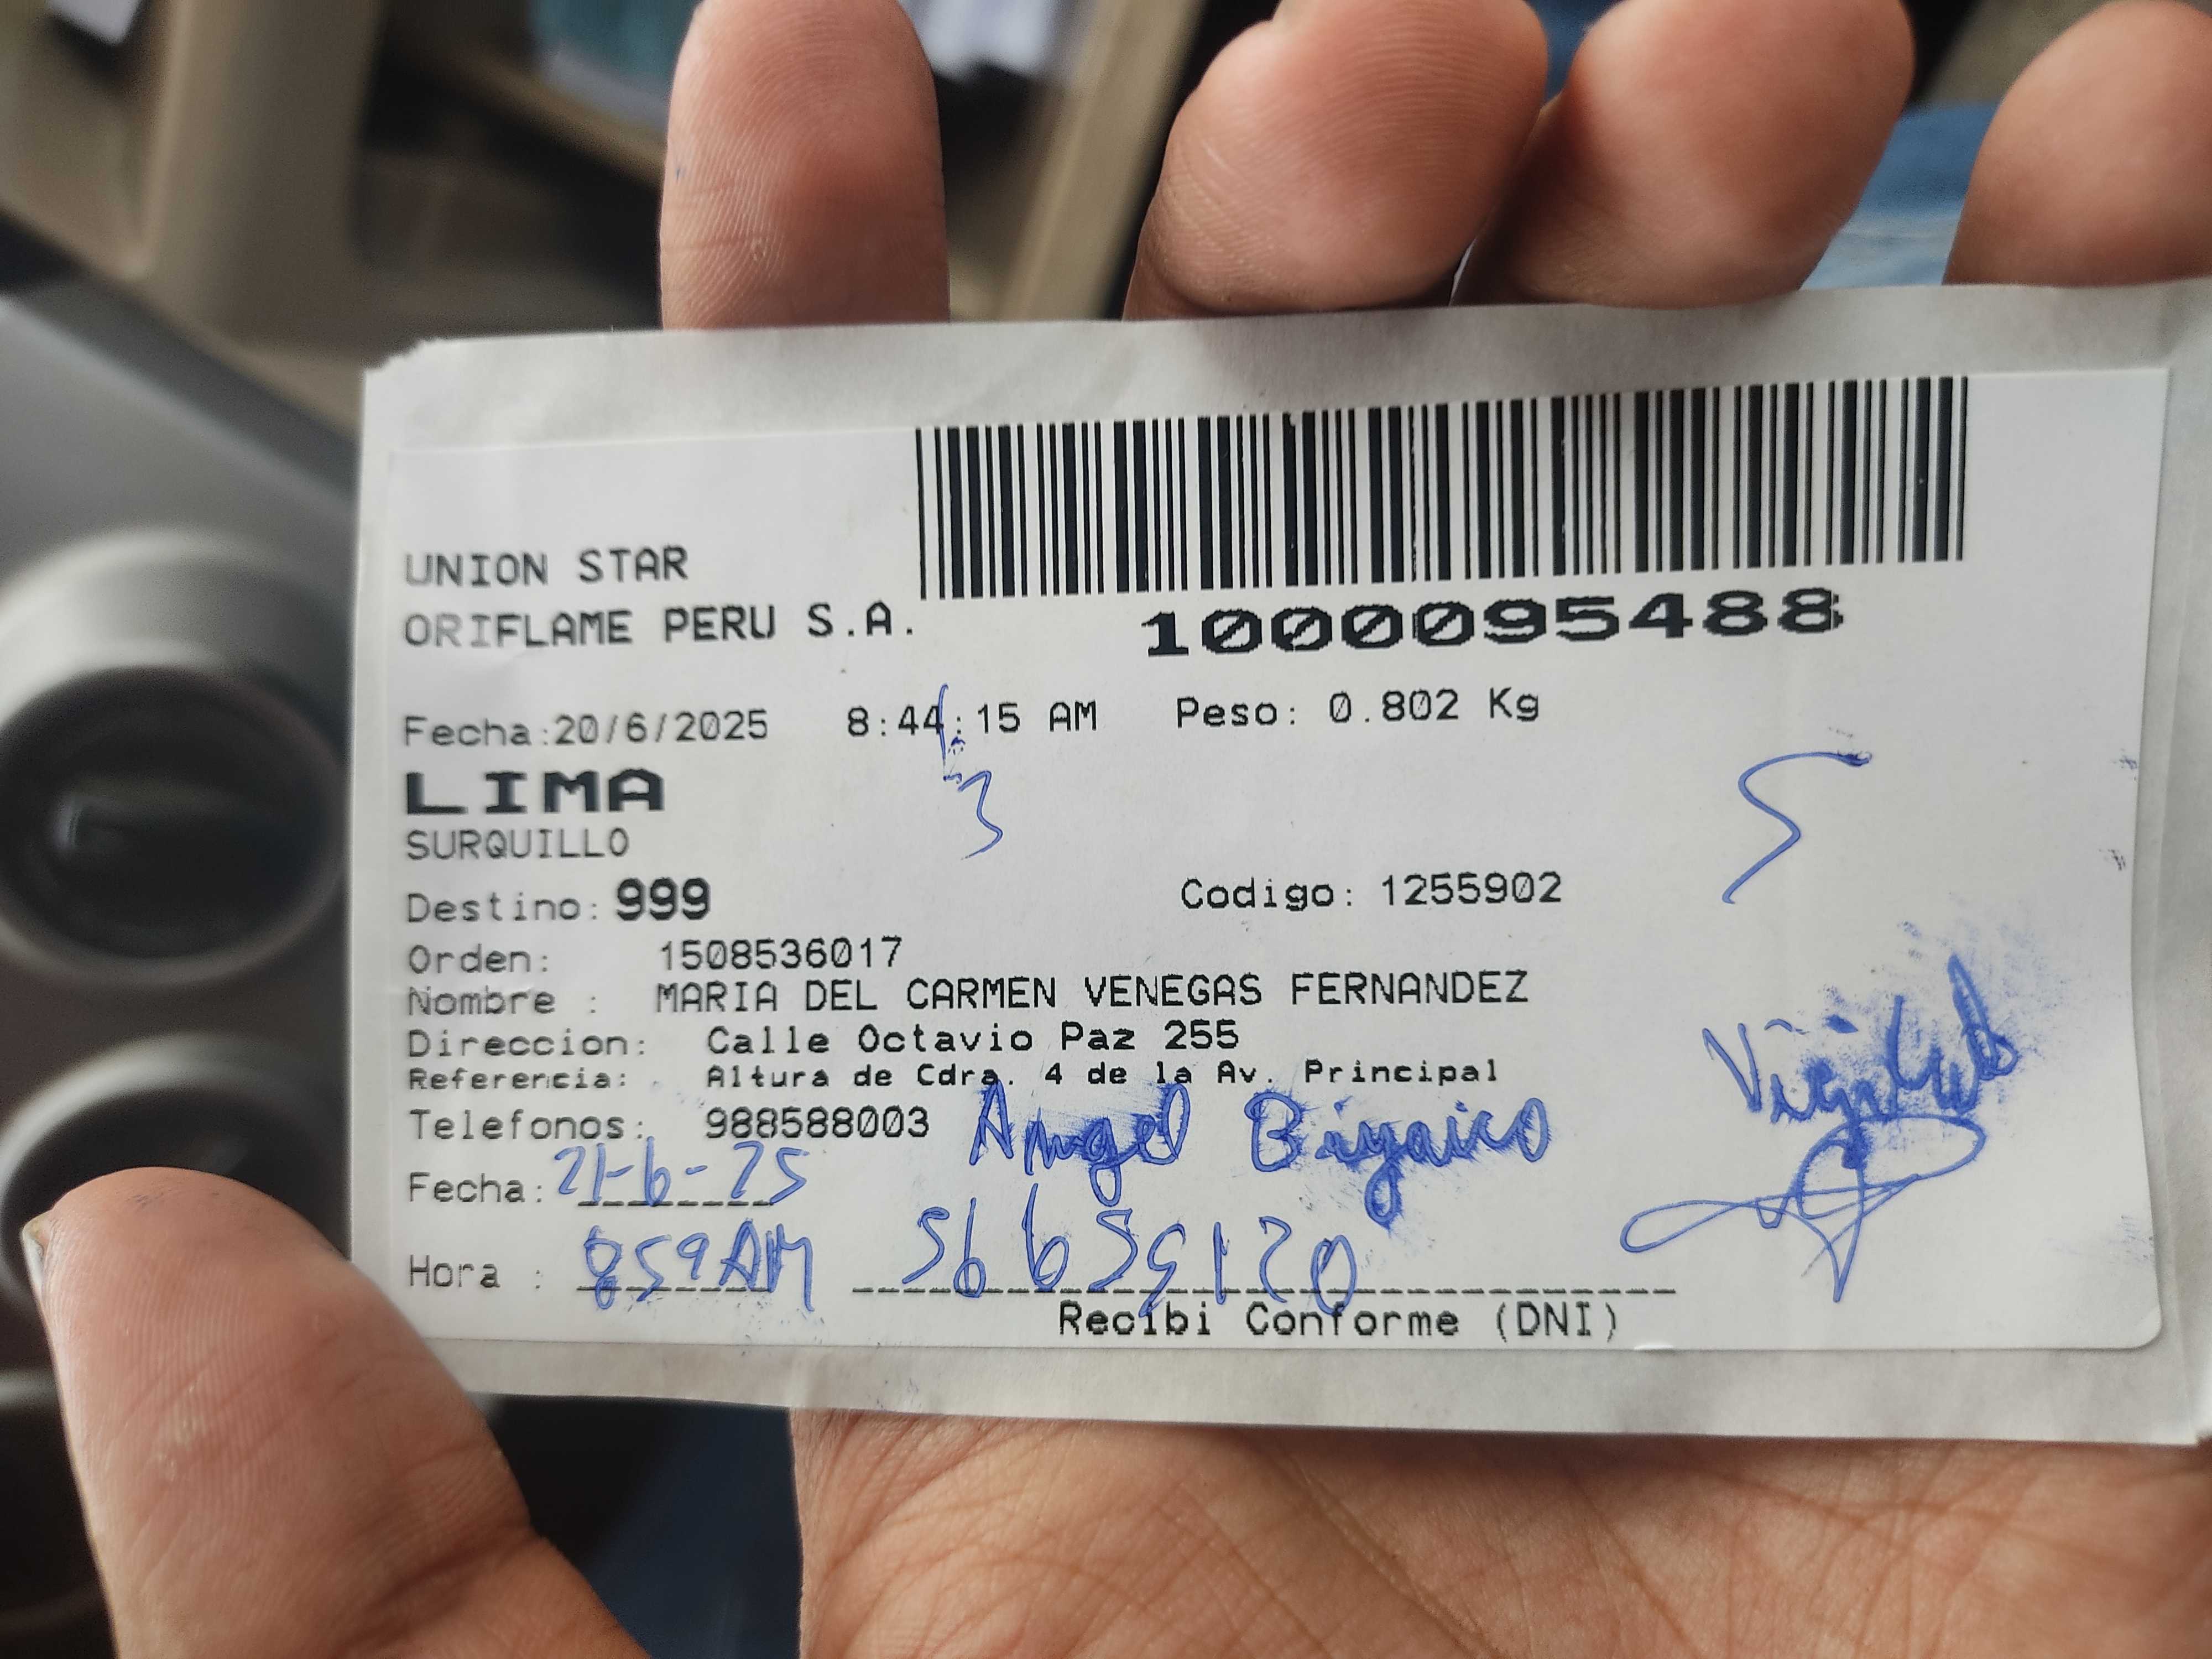 UNION STAR
ORIFLAME PERU S.A.
1000095488
Fecha:20/6/2025 8:44:15 AM Peso: 0.802 Kg
LIMA
3
5
SURQUILLO
Destino: 999 Codigo: 1255902
Orden: 1508536017
Nombre : MARIA DEL CARMEN VENEGAS FERNANDEZ
Direccion: Calle Octavio Paz 255
Referencia: Altura de Cdra. 4 de la Av. Principal
Telefonos: 988588003 Angel
Fecha: 21-6-25
Hora : 859AM
Recibi Conforme (DNI)